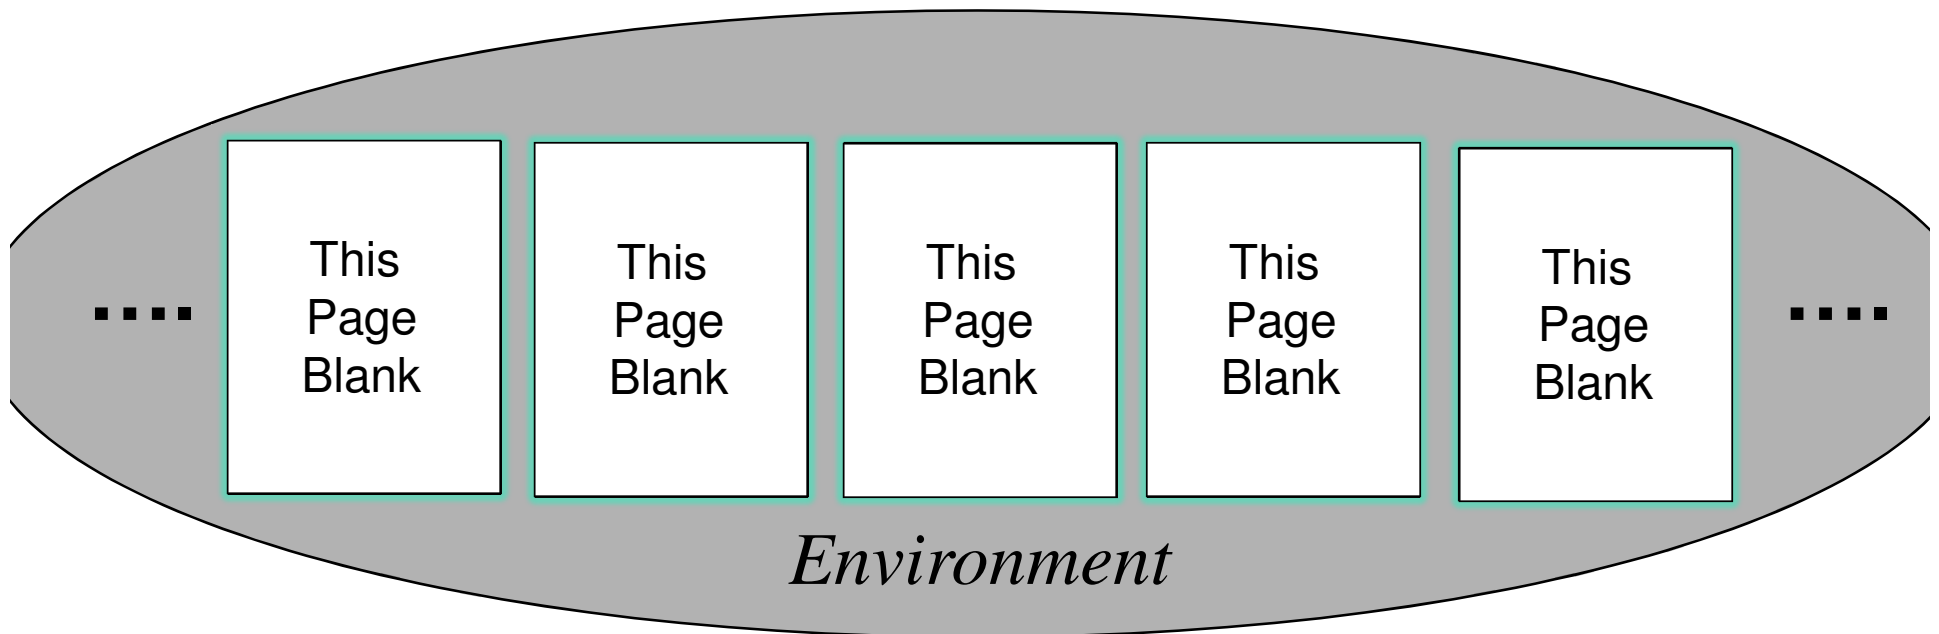 This
Page
Blank
This
Page
Blank
This
Page
Blank
This
Page
Blank
This
Page
Blank
....
....
Environment